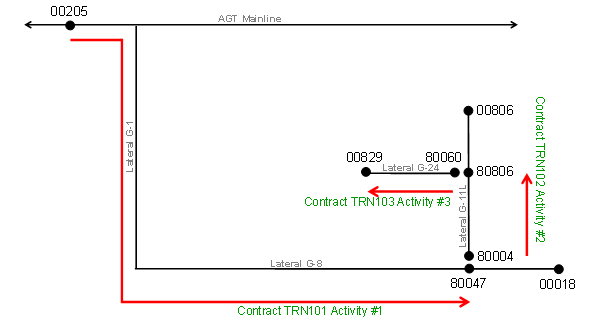 00205
AGT Mainline
Lateral G-1
00806
Contract TRN102 Activity #2
00829
80060
Lateral G-24
80806
Contract TRN103 Activity #3
Lateral G-11L
80004
Lateral G-8
80047
00018
Contract TRN101 Activity #1